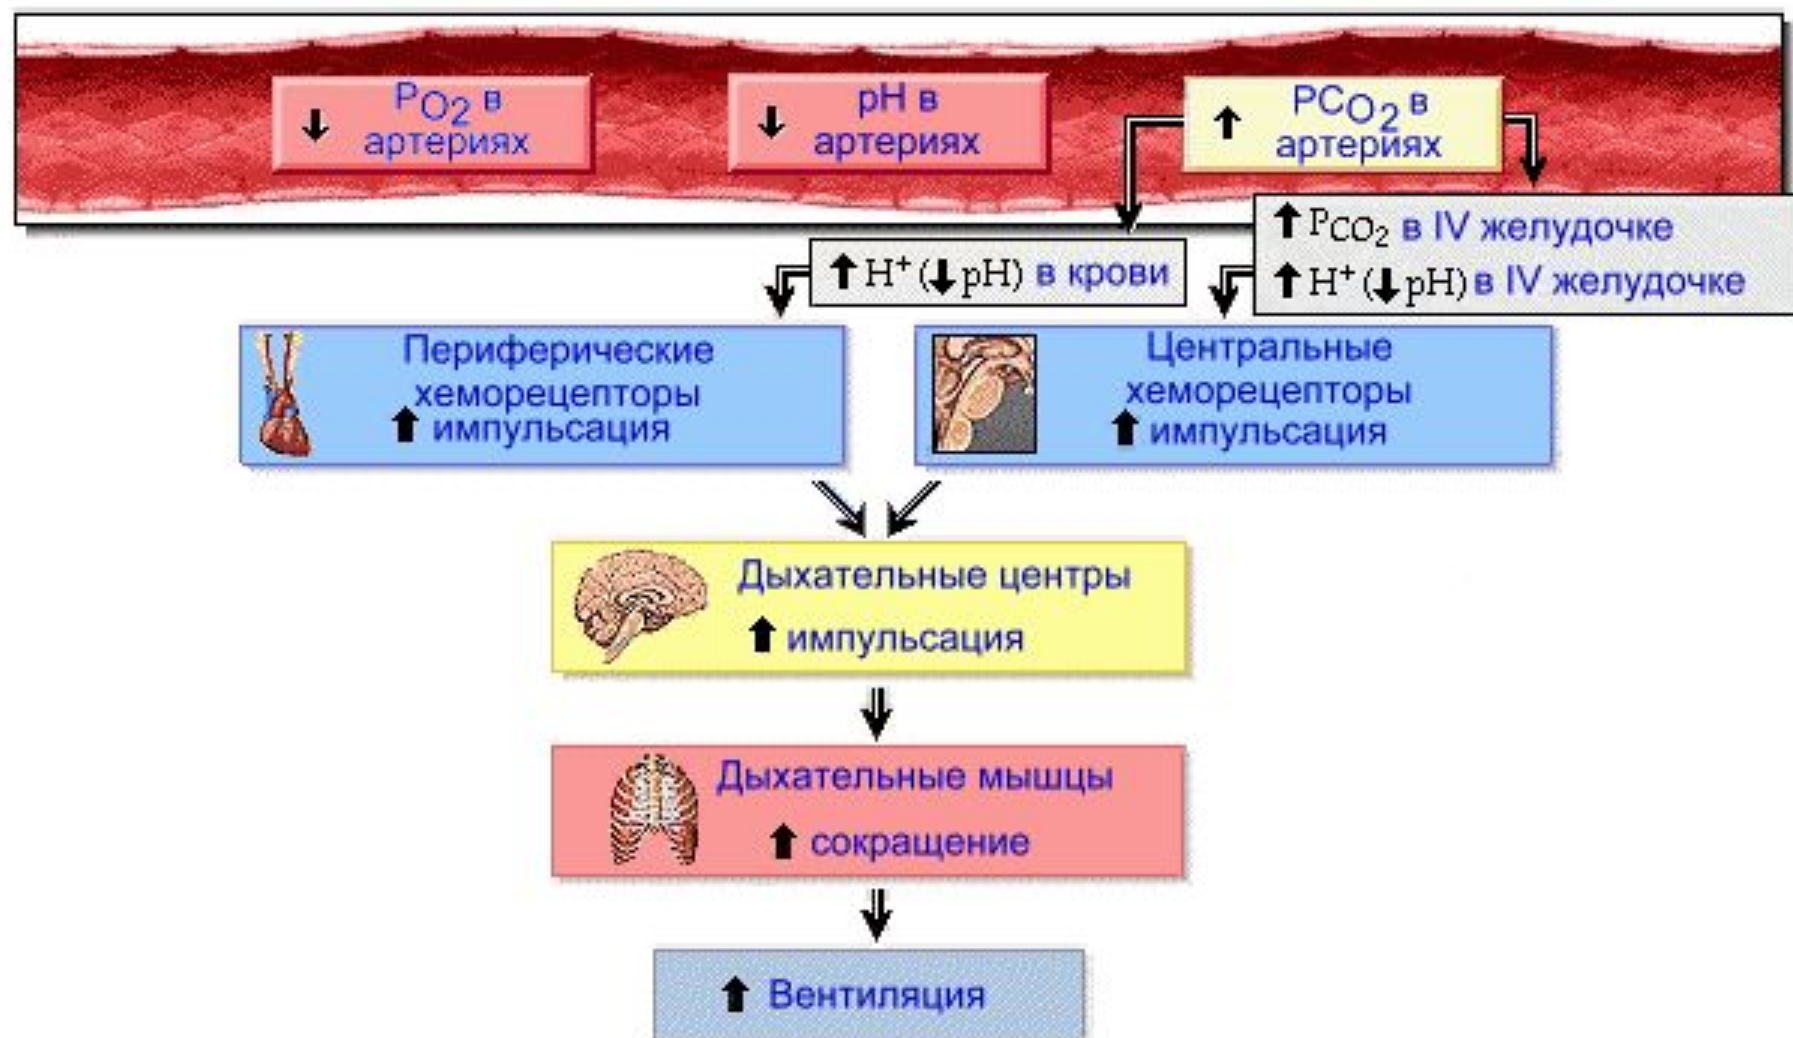 ↓ PO2 в
артериях
↓ pH в
артериях
↑ PCO2 в
артериях
↑ PCO2 в IV желудочке
↑ H+ (↓ pH) в IV желудочке
↑ H+ (↓ pH) в крови
Периферические
хеморецепторы
↑ импульсация
Центральные
хеморецепторы
↑ импульсация
Дыхательные центры
↑ импульсация
Дыхательные мышцы
↑ сокращение
↑ Вентиляция